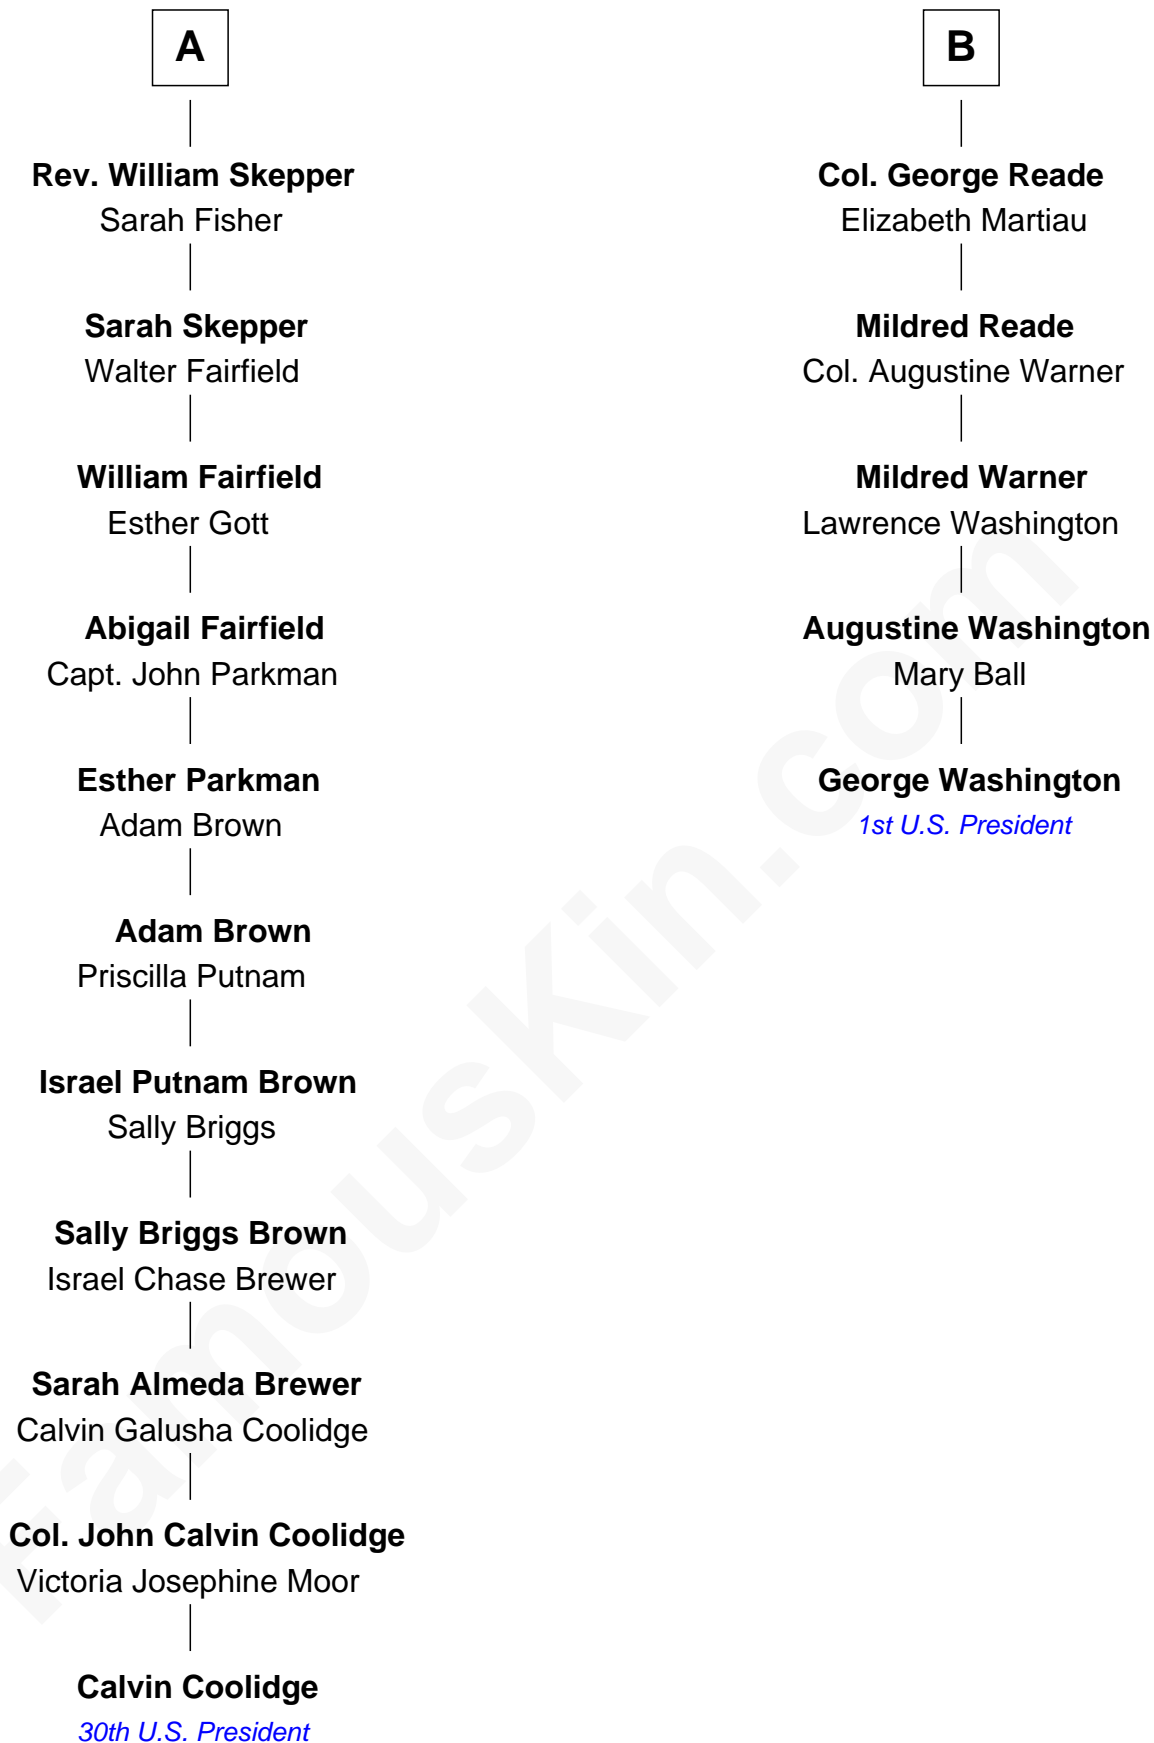 A
Rev. William Skepper
Sarah Fisher
Sarah Skepper
Walter Fairfield
William Fairfield
Esther Gott
Abigail Fairfield
Capt. John Parkman
Esther Parkman
Adam Brown
Adam Brown
Priscilla Putnam
Israel Putnam Brown
Sally Briggs
Sally Briggs Brown
Israel Chase Brewer
Sarah Almeda Brewer
Calvin Galusha Coolidge
Col. John Calvin Coolidge
Victoria Josephine Moor
Calvin Coolidge
30th U.S. President
B
Col. George Reade
Elizabeth Martiau
Mildred Reade
Col. Augustine Warner
Mildred Warner
Lawrence Washington
Augustine Washington
Mary Ball
George Washington
1st U.S. President
FamousKin.com